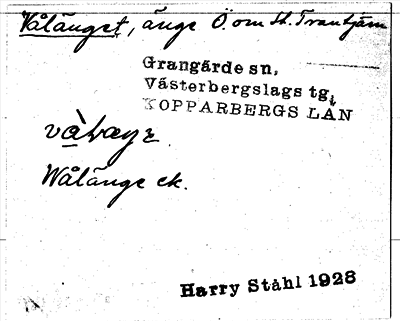 Vålänget, änge Ö. om St. Trantjärn
Grangärde sn,
Västerbergslags tg,
KOPPARBERGS LÄN
Wålänge ek.
Harry Ståhl 1928